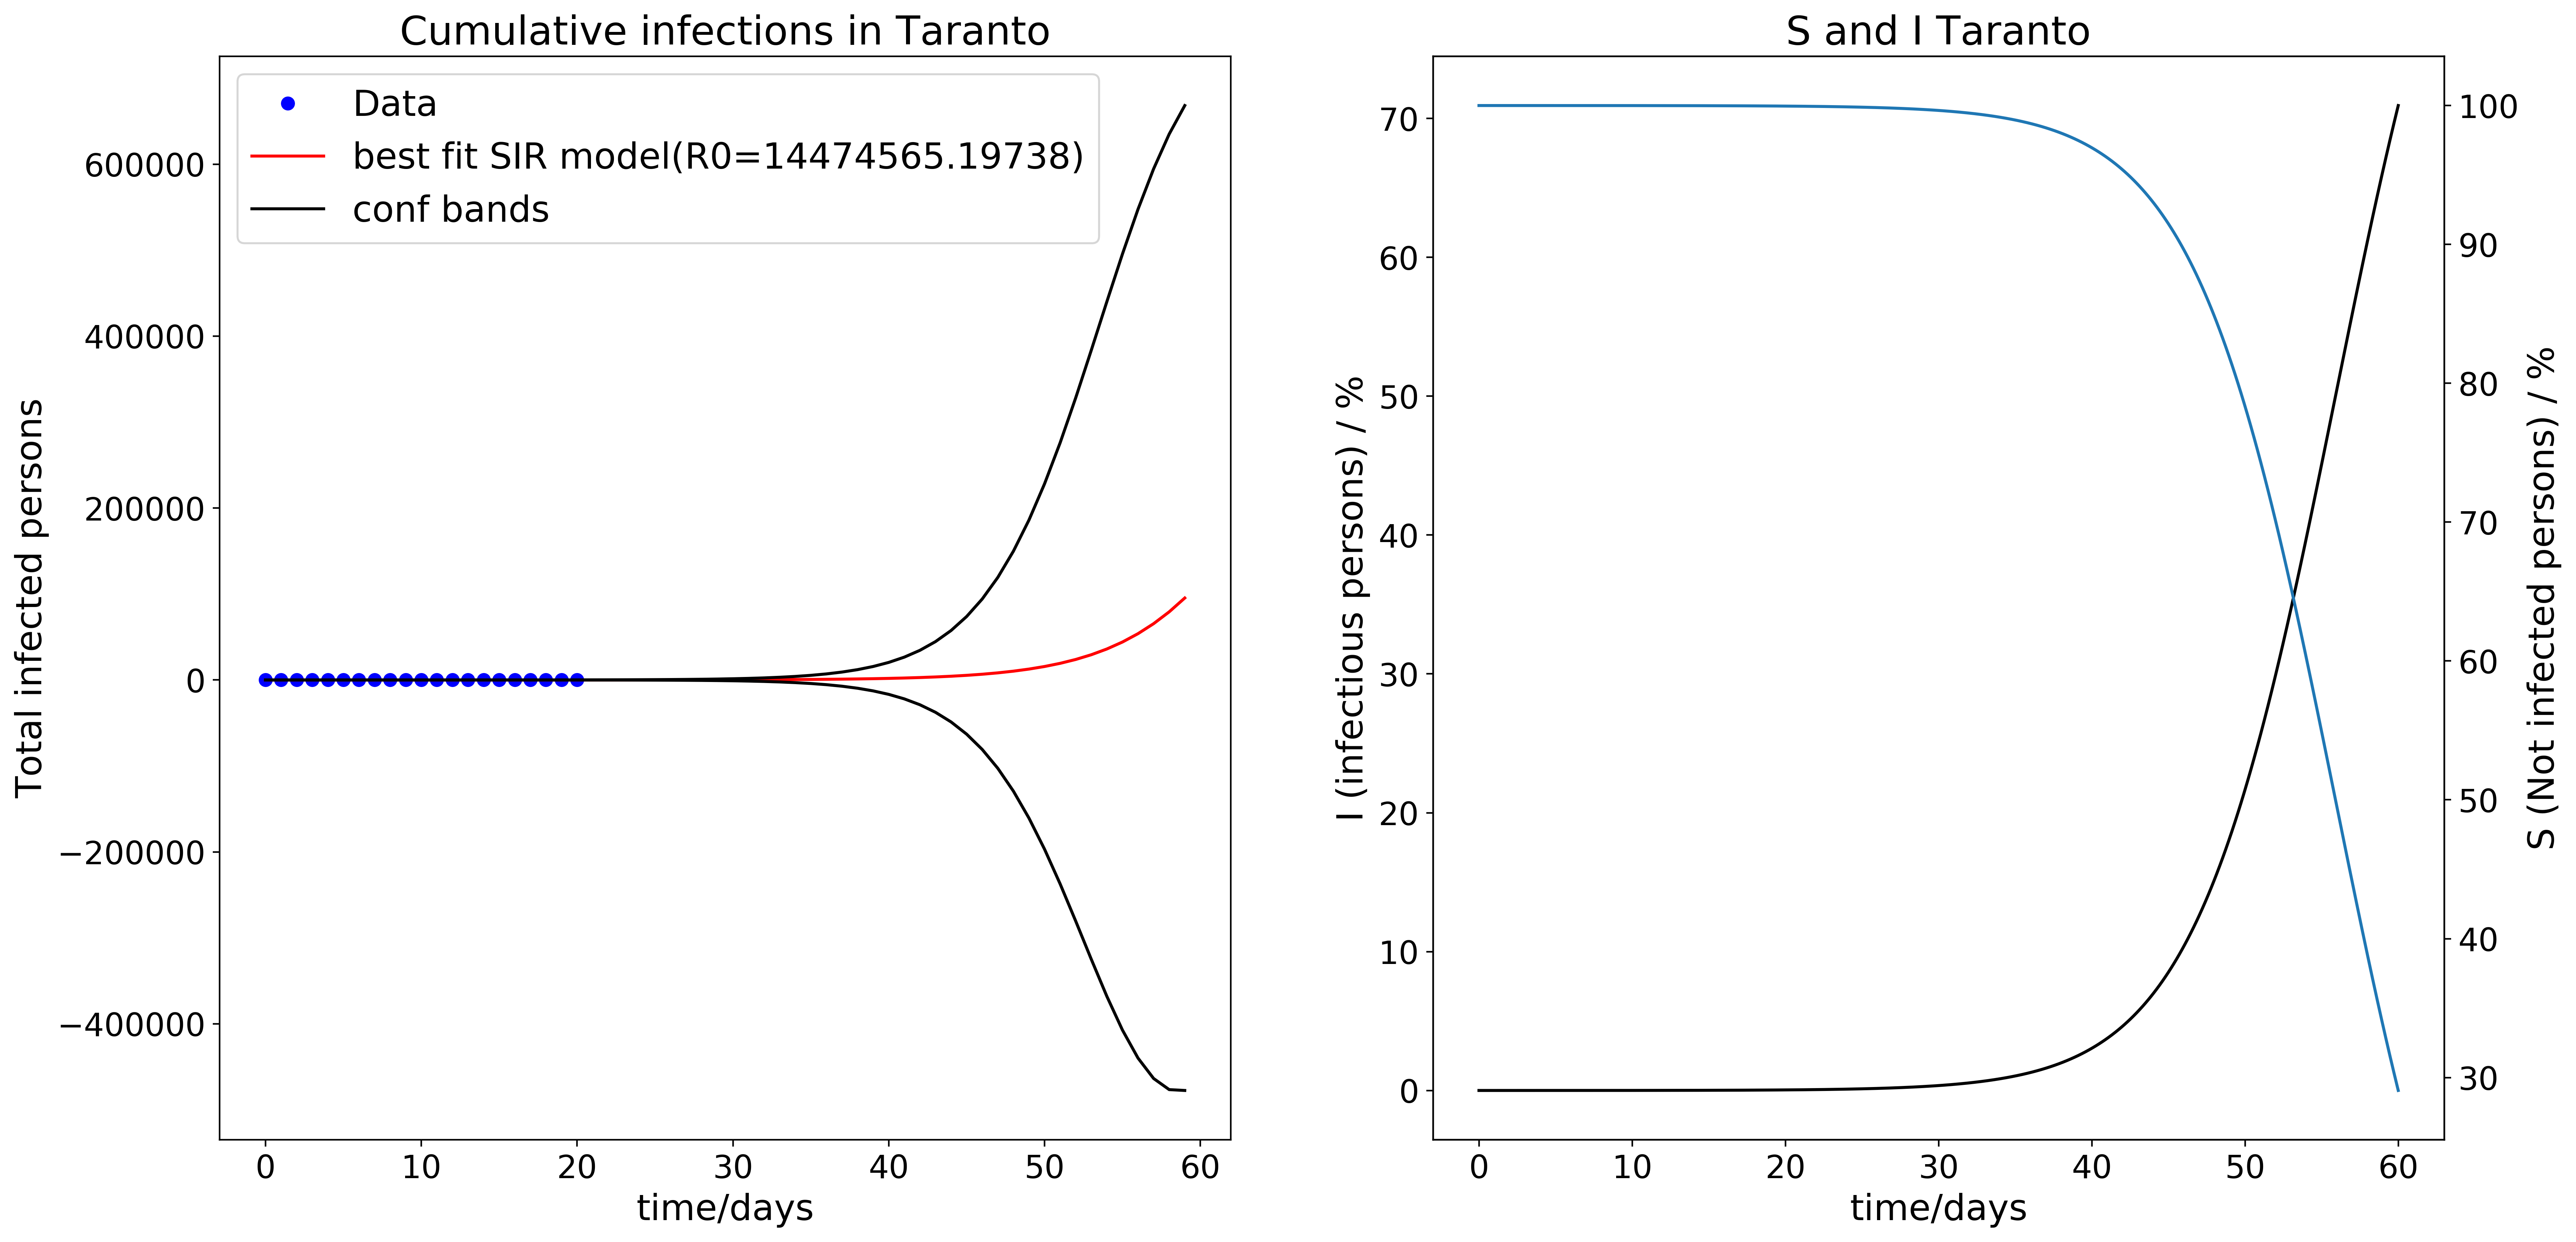 Cumulative infections in Taranto
Data
best fit SIR model(R0=14474565.19738)
conf bands
Total infected persons
600000
400000
200000
0
−200000
−400000
0 10 20 30 40 50 60
time/days
S and I Taranto
I (infectious persons) / %
70
60
50
40
30
20
10
0
0 10 20 30 40 50 60
time/days
100
90
80
70
60
50
40
30
S (Not infected persons) / %